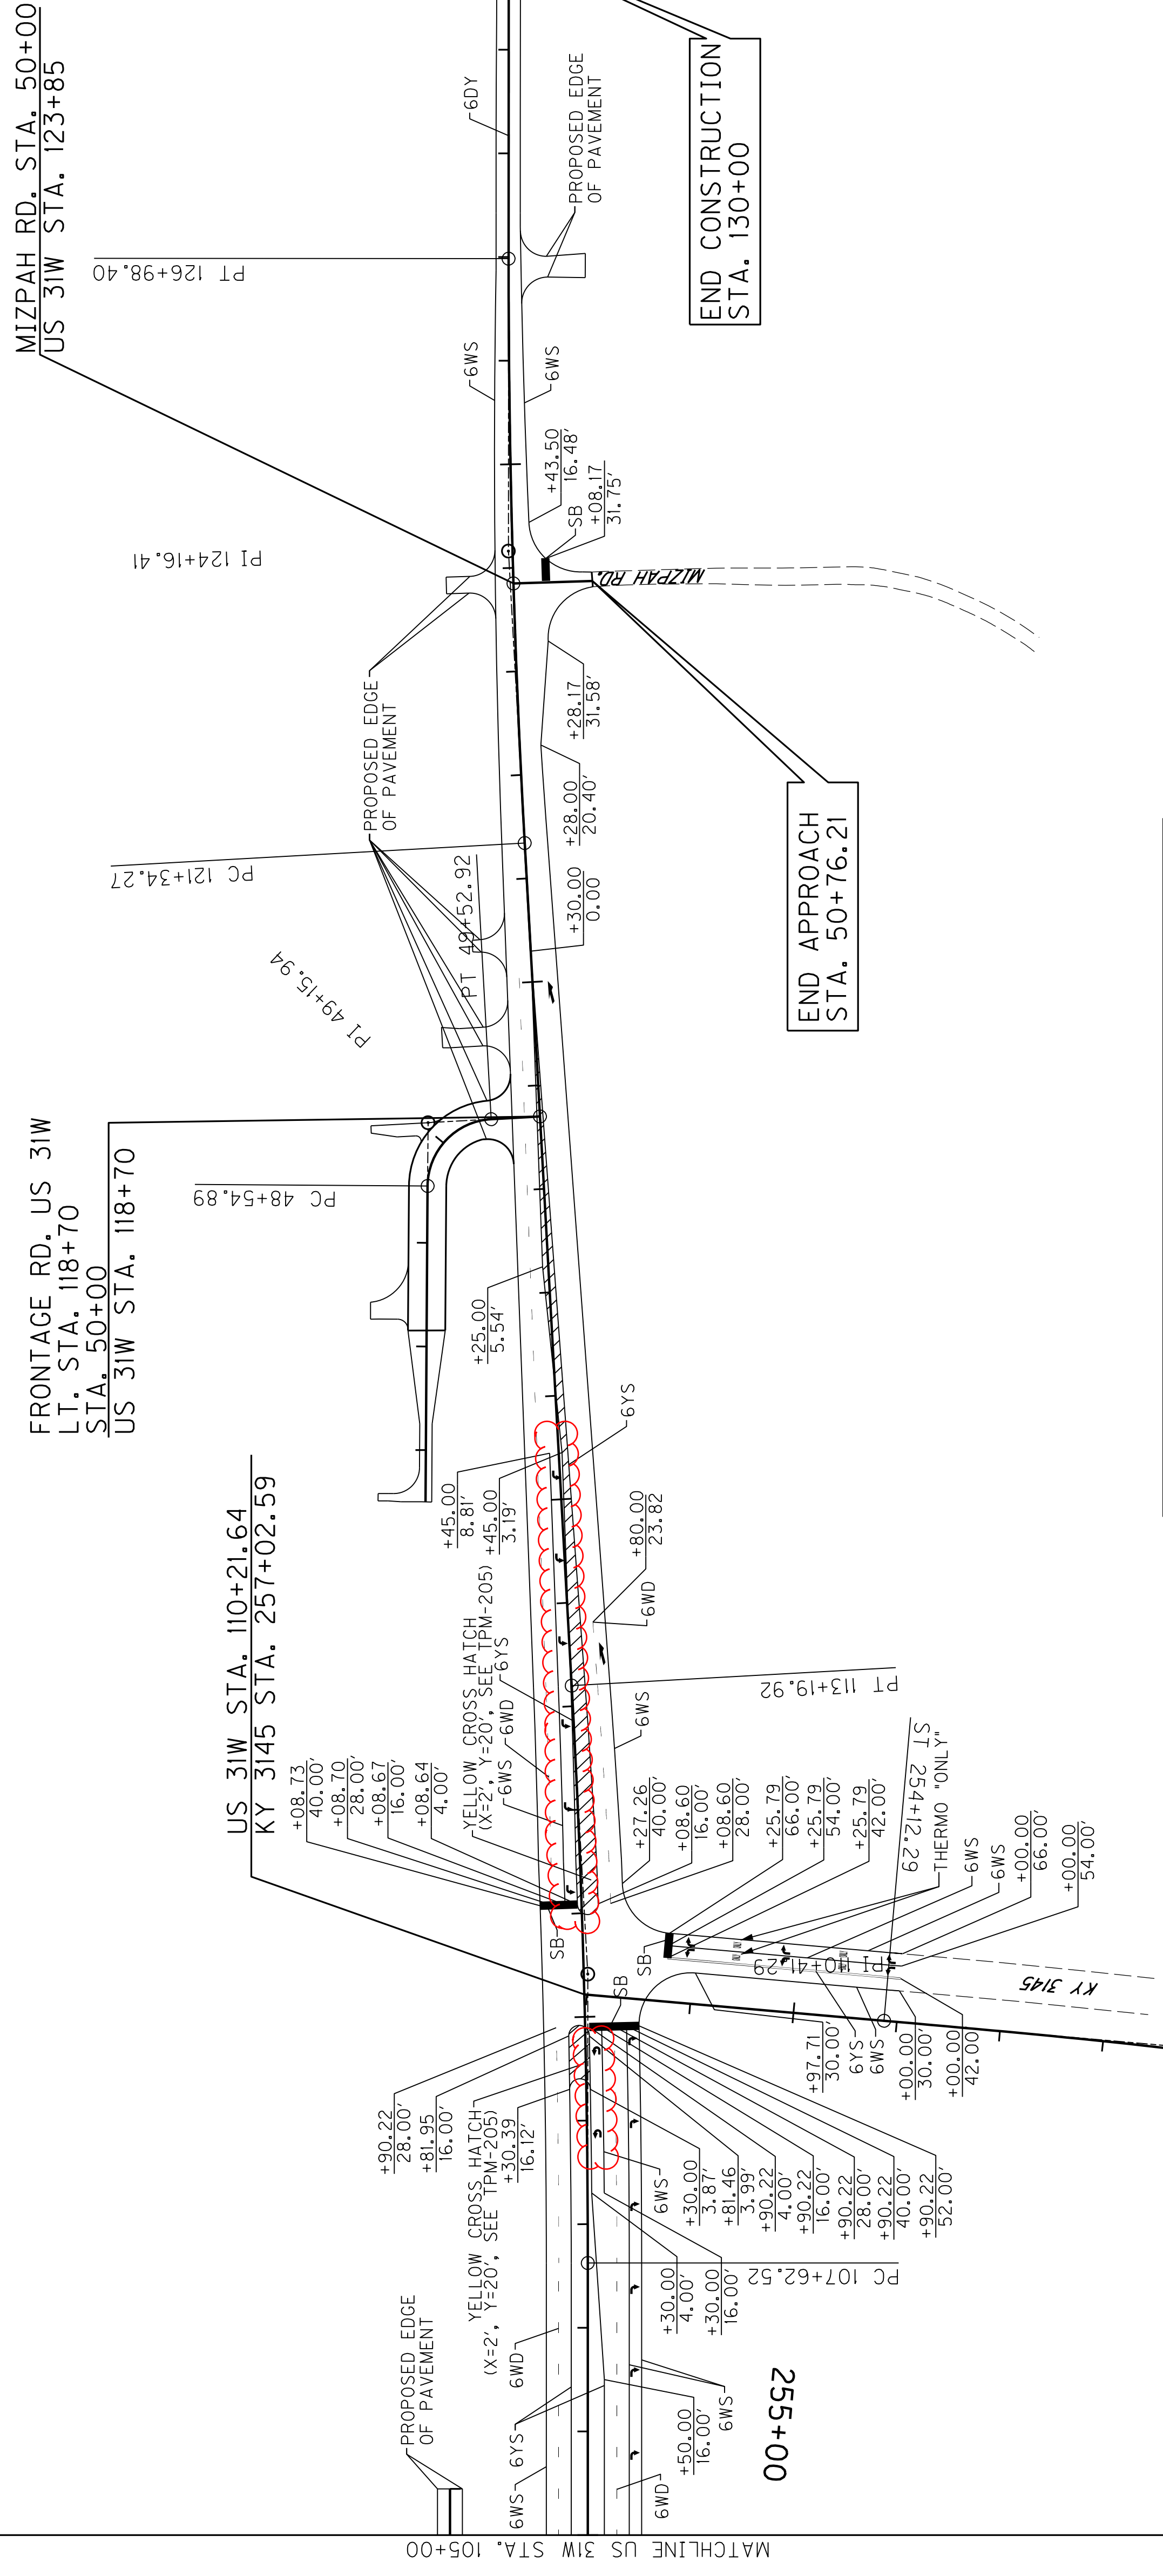 MIZPAH RD. STA. 50+00
US 31W STA. 123+85
PT 126+98.40
6DY
PROPOSED EDGE
OF PAVEMENT
END CONSTRUCTION
STA. 130+00
6WS
6WS
+43.50
16.48'
SB
+08.17
31.75'
PI 124+16.41
MIZPAH RD.
PROPOSED EDGE
OF PAVEMENT
+28.17
31.58'
+28.00
20.40'
+30.00
0.00
PC 121+34.27
PT 49+52.92
PI 49+15.94
END APPROACH
STA. 50+76.21
FRONTAGE RD. US 31W
LT. STA. 118+70
STA. 50+00
US 31W STA. 118+70
PC 48+54.89
+25.00
5.54'
6YS
+45.00
8.81'
+45.00
3.19'
+80.00
23.82
6WD
US 31W STA. 110+21.64
KY 3145 STA. 257+02.59
YELLOW CROSS HATCH
(X=2', Y=20', SEE TPM-205)
6WS
6WD
6YS
PT 113+19.92
6WS
+08.73
40.00'
+08.70
28.00'
+08.67
16.00'
+08.64
4.00'
+27.26
40.00'
+08.60
16.00'
+08.60
28.00'
+25.79
66.00'
+25.79
54.00'
+25.79
42.00'
ST 254+12.29
THERMO "ONLY"
6WS
6WS
+00.00
66.00'
+00.00
54.00'
SB
SB
SB
PI 110+41.29
KY 3145
+97.71
30.00'
6YS
6WS
+00.00
30.00'
+00.00
42.00
+90.22
28.00'
+81.95
16.00'
YELLOW CROSS HATCH
(X=2', Y=20', SEE TPM-205)
+30.39
16.12'
6WS
+30.00
3.87'
+81.46
3.99'
+90.22
4.00'
+90.22
16.00'
+90.22
28.00'
+90.22
40.00'
+90.22
52.00'
PC 107+62.52
+30.00
4.00'
+30.00
16.00'
PROPOSED EDGE
OF PAVEMENT
6WD
6YS
6WS
6WS
+50.00
16.00'
6WD
255+00
MATCHLINE US 31W STA. 105+00